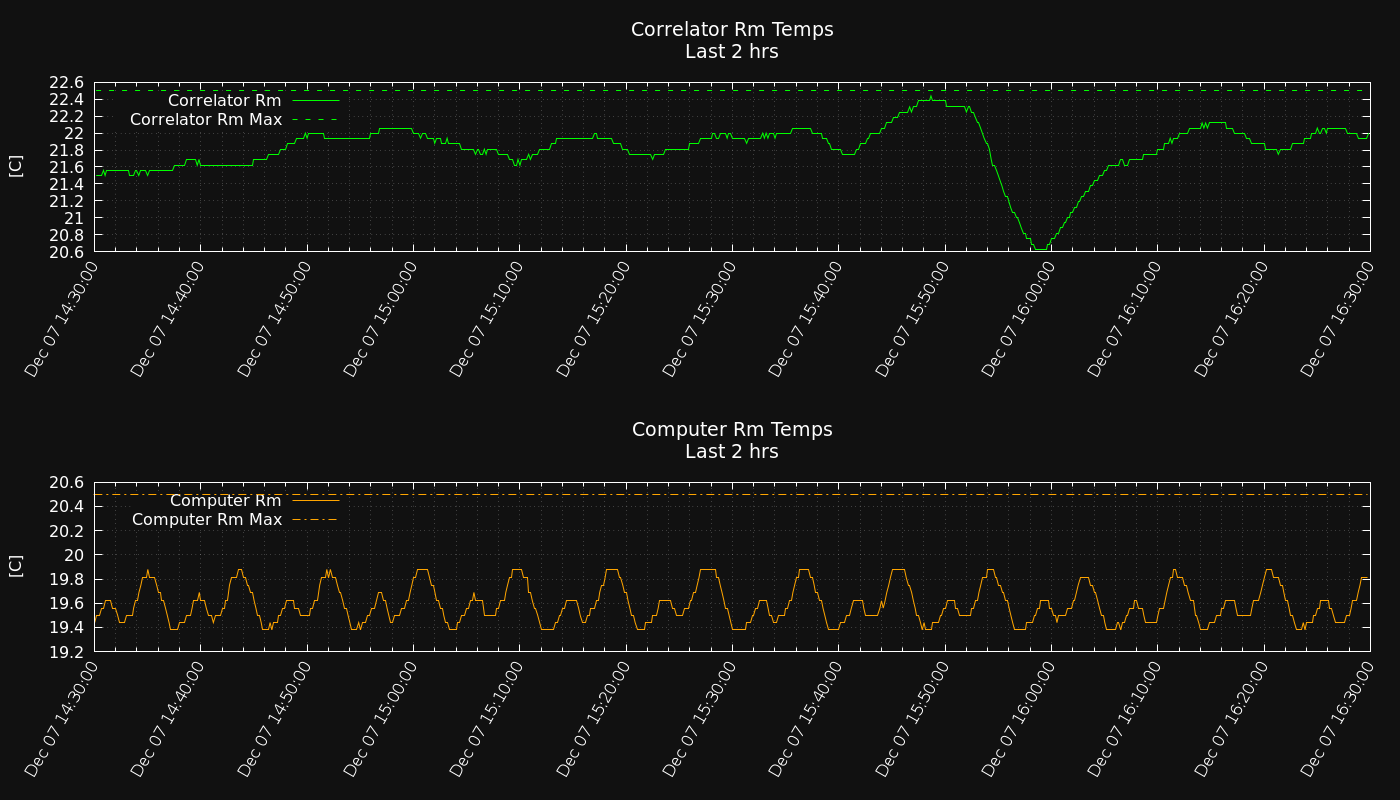 Correlator Rm Temps
Last 2 hrs
22.6
22.4
22.2
22
21.8
21.6
21.4
21.2
21
20.8
20.6
[C]
Correlator Rm
Correlator Rm Max
Dec 07 14:30:00
Dec 07 14:40:00
Dec 07 14:50:00
Dec 07 15:00:00
Dec 07 15:10:00
Dec 07 15:20:00
Dec 07 15:30:00
Dec 07 15:40:00
Dec 07 15:50:00
Dec 07 16:00:00
Dec 07 16:10:00
Dec 07 16:20:00
Dec 07 16:30:00
Computer Rm Temps
Last 2 hrs
20.6
20.4
20.2
20
19.8
19.6
19.4
19.2
[C]
Computer Rm
Computer Rm Max
Dec 07 14:30:00
Dec 07 14:40:00
Dec 07 14:50:00
Dec 07 15:00:00
Dec 07 15:10:00
Dec 07 15:20:00
Dec 07 15:30:00
Dec 07 15:40:00
Dec 07 15:50:00
Dec 07 16:00:00
Dec 07 16:10:00
Dec 07 16:20:00
Dec 07 16:30:00